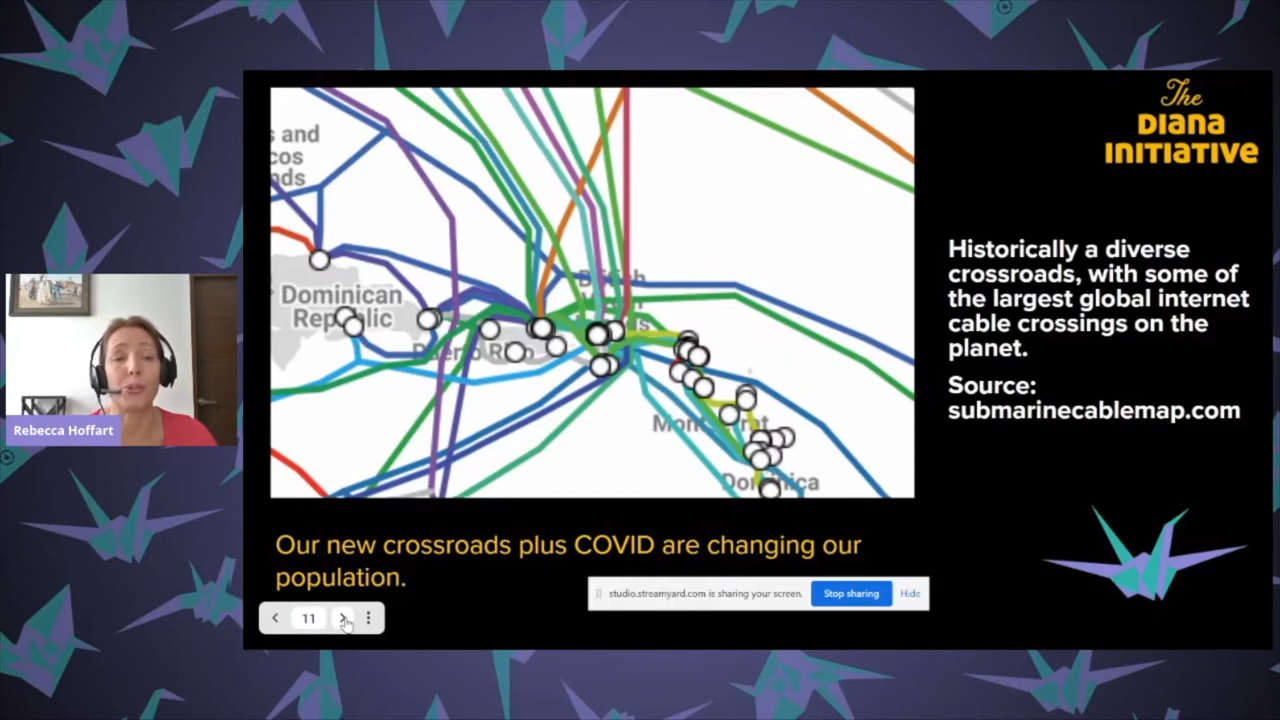 The
DIANA
INITIATIVE
s and
cos
nds
Dominican
Republic
British
Puerto Rico
Montserrat
Dominica
Historically a diverse
crossroads, with some of
the largest global internet
cable crossings on the
planet.
Source:
submarinecablemap.com
Rebecca Hoffart
Our new crossroads plus COVID are changing our
population.
studio.streamyard.com is sharing your screen.
Stop sharing
Hide
11